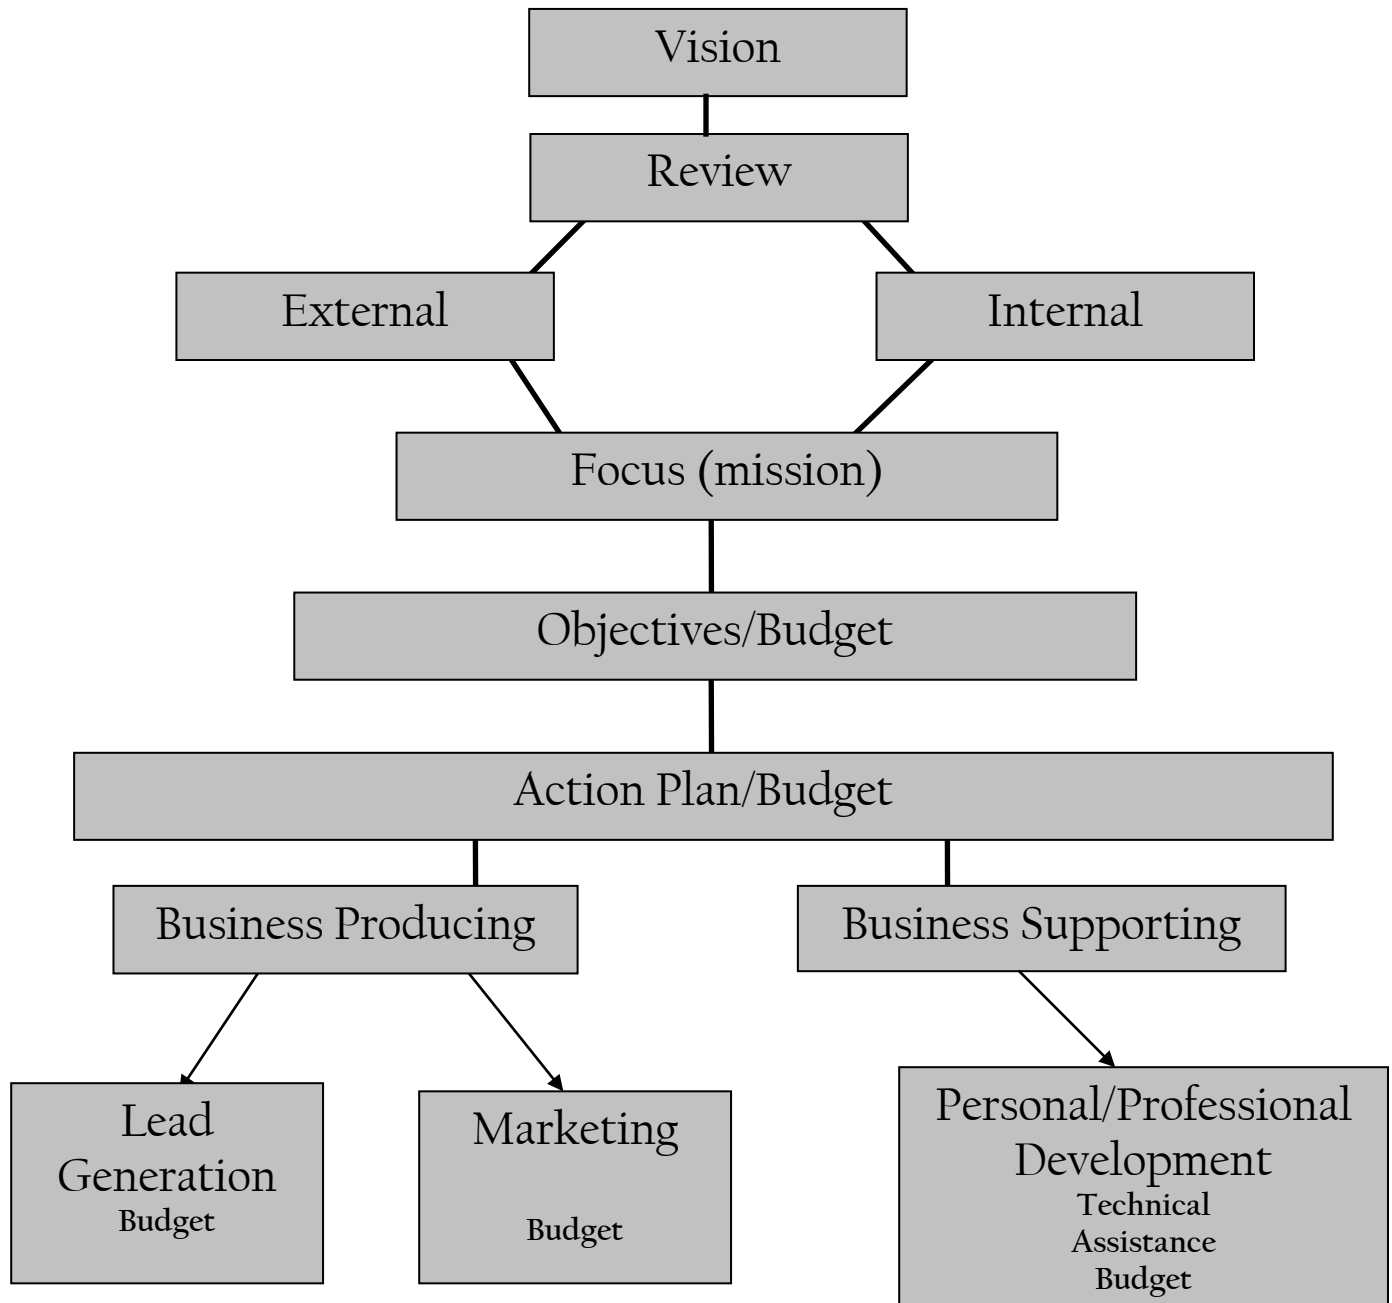 Vision
Review
External
Internal
Focus (mission)
Objectives/Budget
Action Plan/Budget
Business Producing
Business Supporting
Lead
Generation
Budget
Marketing
Budget
Personal/Professional
Development
Technical
Assistance
Budget